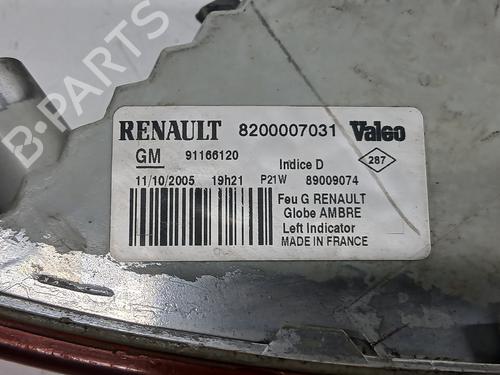 RENAULT 8200007031 Valeo
GM 91166120 Indice D 287
11/10/2005 19h21 P21W 89009074
Feu G RENAULT
Globe AMBRE
Left Indicator
MADE IN FRANCE